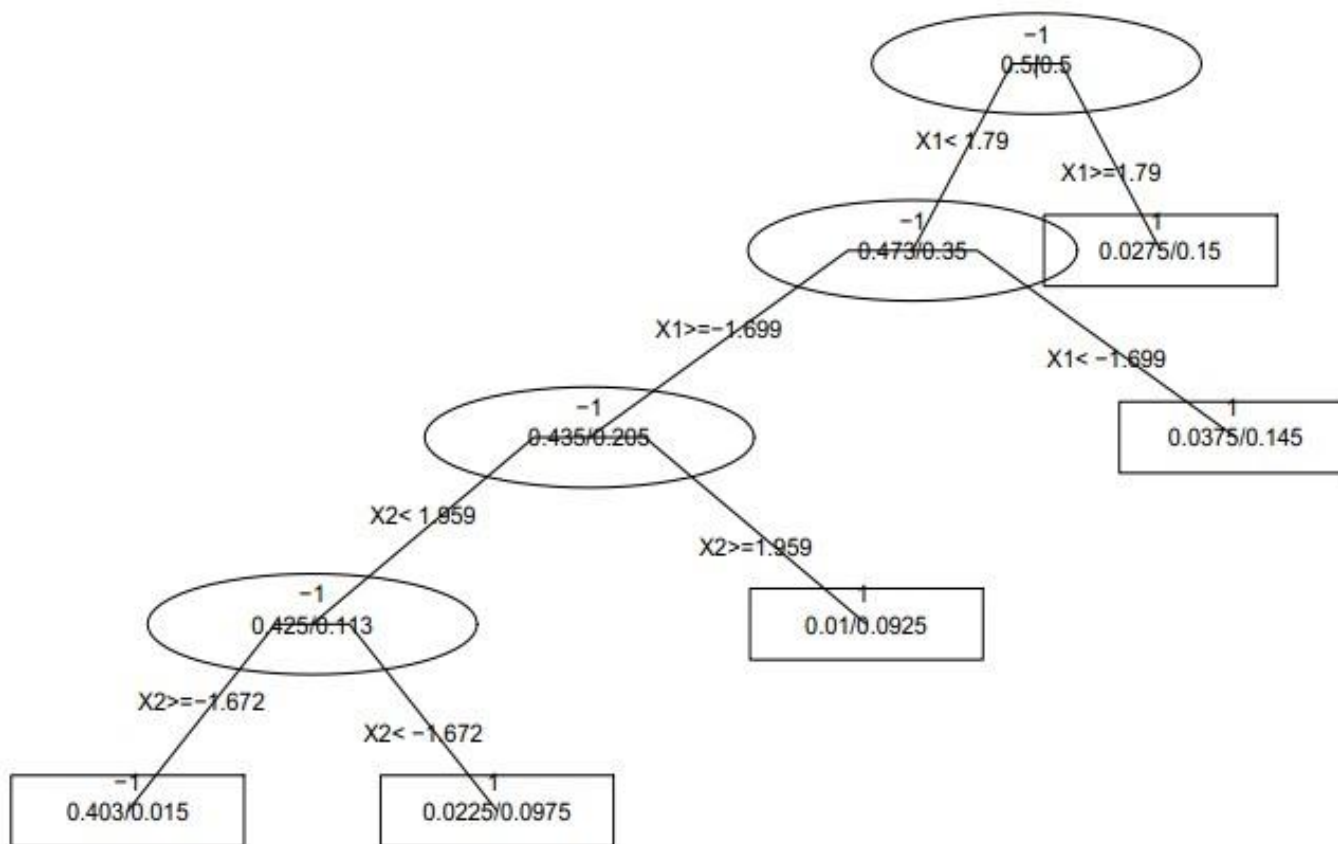 −1
0.5/0.5
X1< 1.79
X1>=1.79
−1
0.473/0.35
1
0.0275/0.15
X1>=−1.699
X1< −1.699
−1
0.435/0.205
1
0.0375/0.145
X2< 1.959
X2>=1.959
−1
0.425/0.113
1
0.01/0.0925
X2>=−1.672
X2< −1.672
−1
0.403/0.015
1
0.0225/0.0975